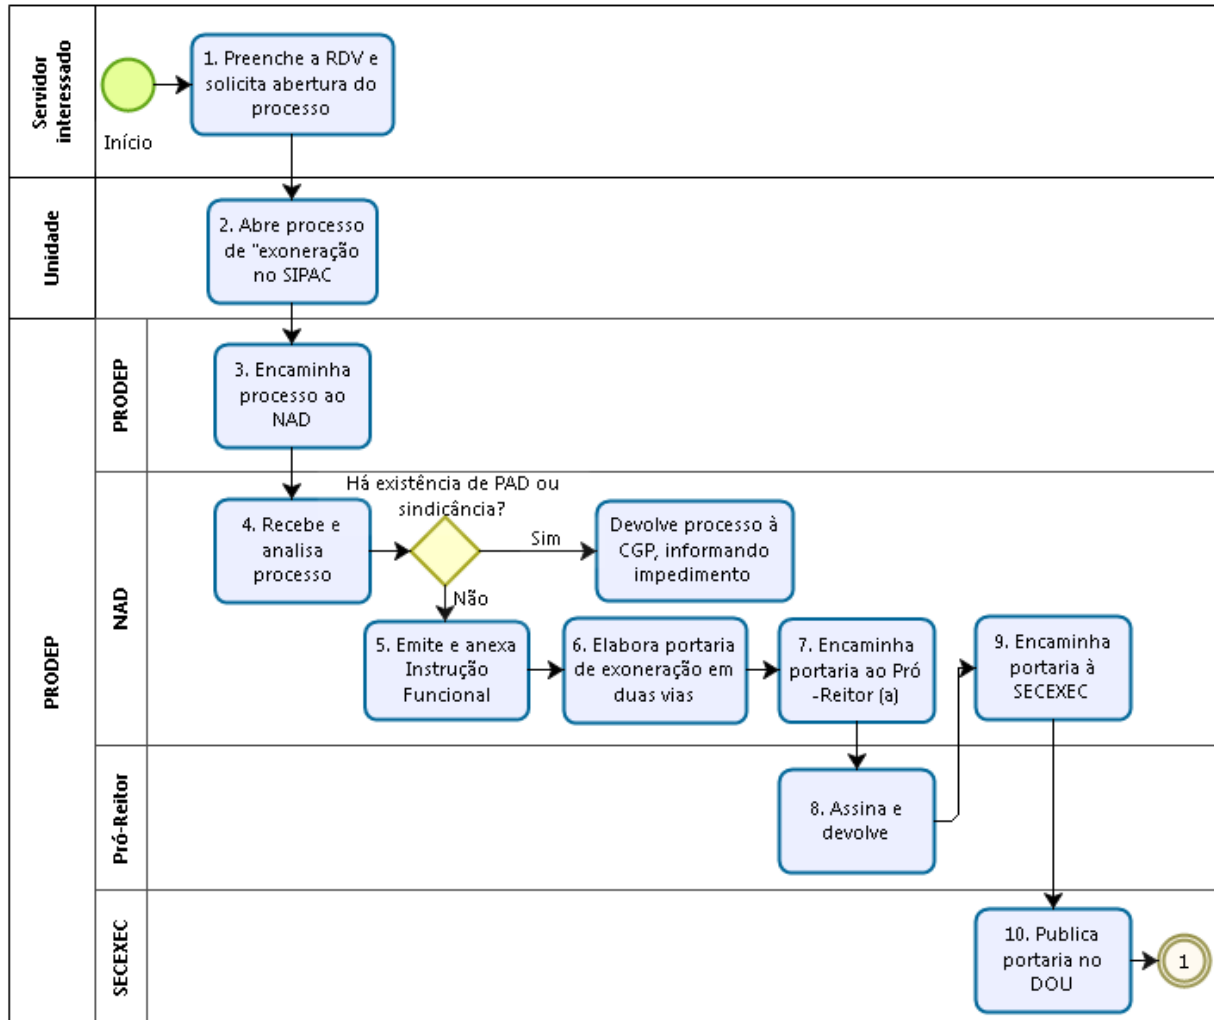 Servidor
interessado
Início
1. Preenche a RDV e
solicita abertura do
processo
Unidade
2. Abre processo
de "exoneração
no SIPAC
PRODEP
PRODEP
3. Encaminha
processo ao
NAD
NAD
4. Recebe e
analisa
processo
Há existência de PAD ou
sindicância?
Sim
Devolve processo à
CGP, informando
impedimento
Não
5. Emite e anexa
Instrução
Funcional
6. Elabora portaria
de exoneração em
duas vias
7. Encaminha
portaria ao Pró
-Reitor (a)
9. Encaminha
portaria à
SECEXEC
Pró-Reitor
8. Assina e
devolve
SECEXEC
10. Publica
portaria no
DOU
1